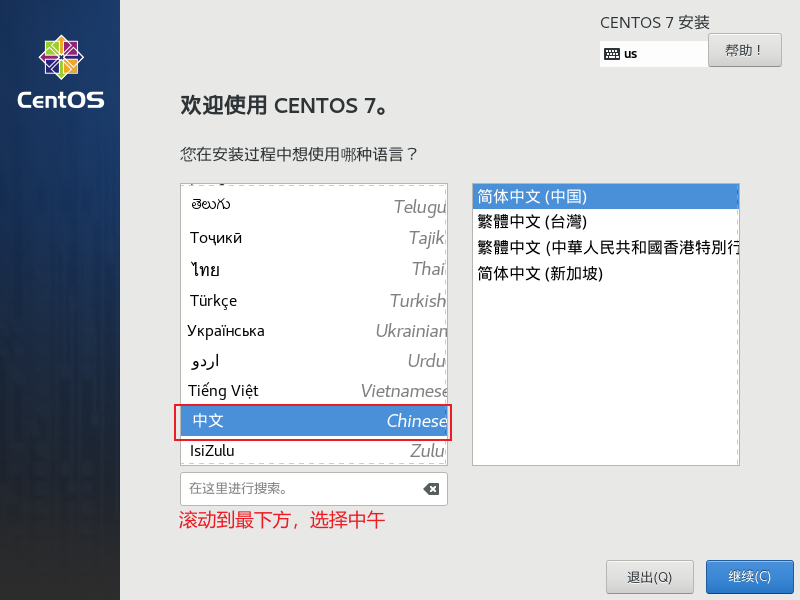 CentOS
CENTOS 7 安装
us
帮助！
欢迎使用 CENTOS 7。
您在安装过程中想使用哪种语言？
తెలుగు Telugu
Тоҷикӣ Tajik
ไทย Thai
Türkçe Turkish
Українська Ukrainian
اردو Urdu
Tiếng Việt Vietnamese
中文 Chinese
IsiZulu Zulu
简体中文 (中国)
繁體中文 (台灣)
繁體中文 (中華人民共和國香港特別行
简体中文 (新加坡)
在这里进行搜索。
滚动到最下方，选择中午
退出(Q)
继续(C)